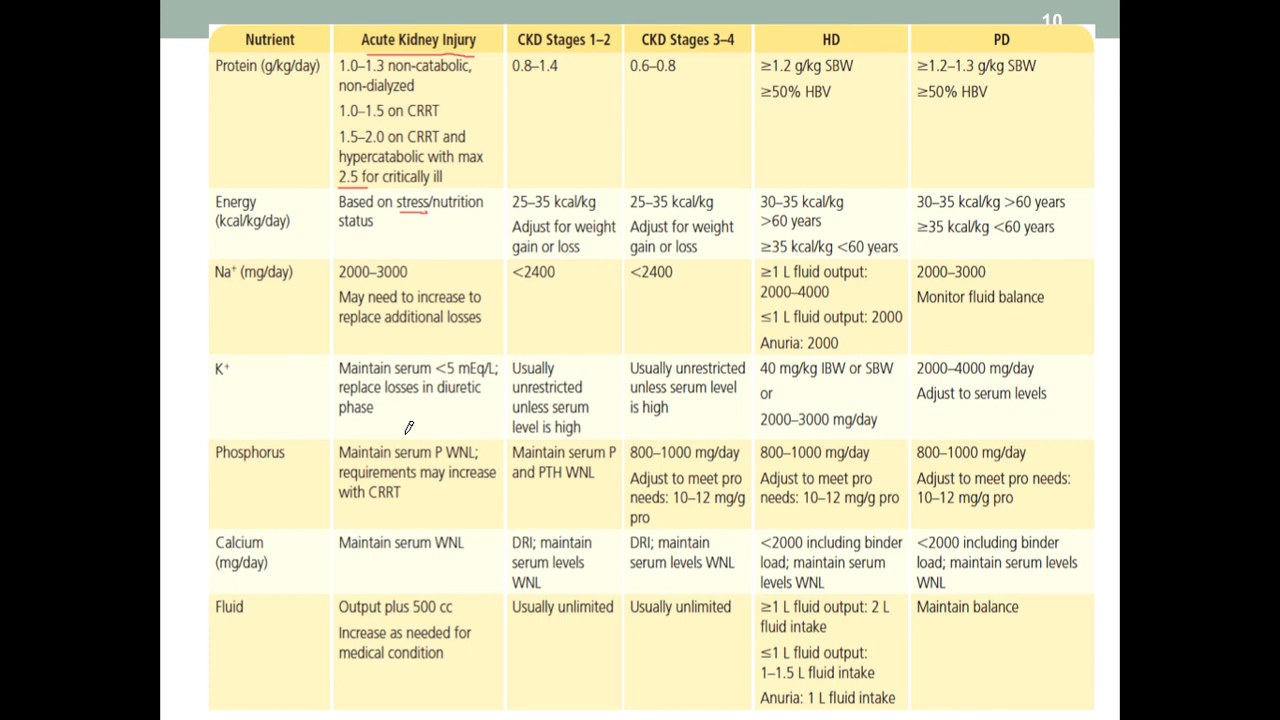 10
Nutrient Acute Kidney Injury CKD Stages 1–2 CKD Stages 3–4 HD PD
Protein (g/kg/day)
1.0–1.3 non-catabolic,
non-dialyzed
1.0–1.5 on CRRT
1.5–2.0 on CRRT and
hypercatabolic with max
2.5 for critically ill
0.8–1.4
0.6–0.8
≥1.2 g/kg SBW
≥50% HBV
≥1.2–1.3 g/kg SBW
≥50% HBV
Energy
(kcal/kg/day)
Based on stress/nutrition
status
25–35 kcal/kg
Adjust for weight
gain or loss
25–35 kcal/kg
Adjust for weight
gain or loss
30–35 kcal/kg
>60 years
≥35 kcal/kg <60 years
30–35 kcal/kg >60 years
≥35 kcal/kg <60 years
Na⁺ (mg/day)
2000–3000
May need to increase to
replace additional losses
<2400
<2400
≥1 L fluid output:
2000–4000
≤1 L fluid output: 2000
Anuria: 2000
2000–3000
Monitor fluid balance
K⁺
Maintain serum <5 mEq/L;
replace losses in diuretic
phase
Usually
unrestricted
unless serum
level is high
Usually unrestricted
unless serum level
is high
40 mg/kg IBW or SBW
or
2000–3000 mg/day
2000–4000 mg/day
Adjust to serum levels
Phosphorus
Maintain serum P WNL;
requirements may increase
with CRRT
Maintain serum P
and PTH WNL
800–1000 mg/day
Adjust to meet pro
needs: 10–12 mg/g
pro
800–1000 mg/day
Adjust to meet pro
needs: 10–12 mg/g pro
800–1000 mg/day
Adjust to meet pro needs:
10–12 mg/g pro
Calcium
(mg/day)
Maintain serum WNL
DRI; maintain
serum levels
WNL
DRI; maintain
serum levels WNL
<2000 including binder
load; maintain serum
levels WNL
<2000 including binder
load; maintain serum levels
WNL
Fluid
Output plus 500 cc
Increase as needed for
medical condition
Usually unlimited
Usually unlimited
≥1 L fluid output: 2 L
fluid intake
≤1 L fluid output:
1–1.5 L fluid intake
Anuria: 1 L fluid intake
Maintain balance